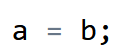 a = b;